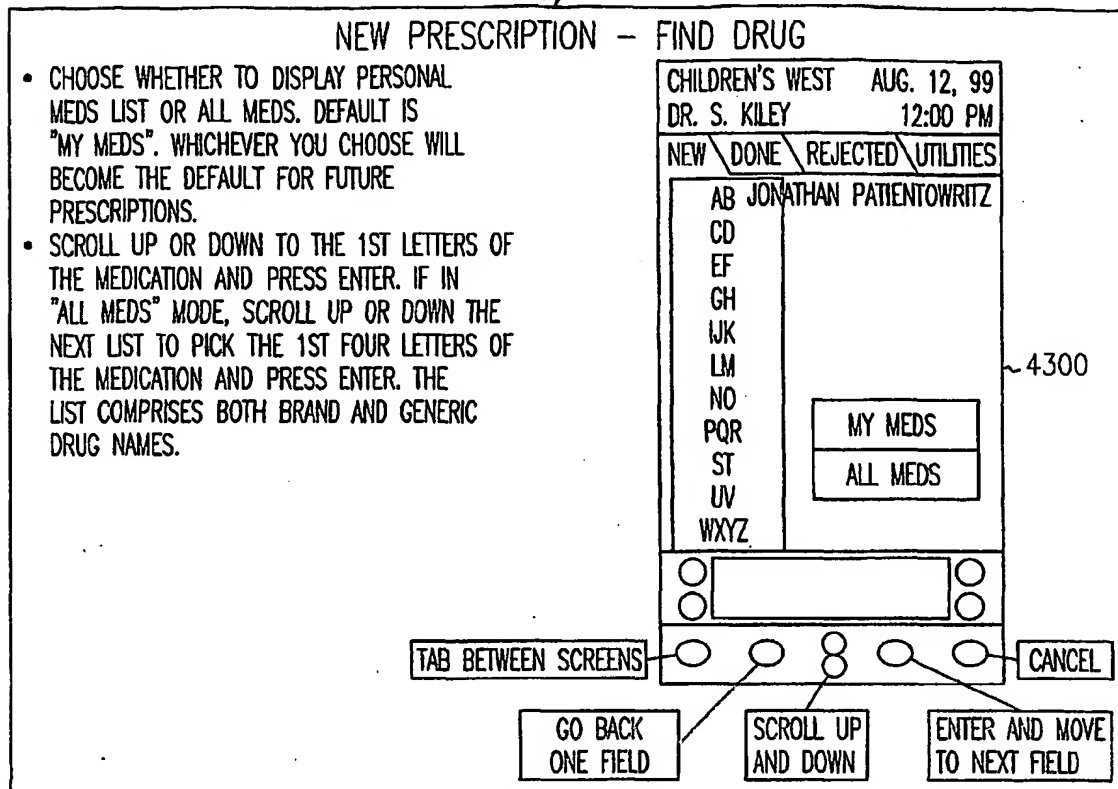 NEW PRESCRIPTION – FIND DRUG
• CHOOSE WHETHER TO DISPLAY PERSONAL
MEDS LIST OR ALL MEDS. DEFAULT IS
"MY MEDS". WHICHEVER YOU CHOOSE WILL
BECOME THE DEFAULT FOR FUTURE
PRESCRIPTIONS.
• SCROLL UP OR DOWN TO THE 1ST LETTERS OF
THE MEDICATION AND PRESS ENTER. IF IN
"ALL MEDS" MODE, SCROLL UP OR DOWN THE
NEXT LIST TO PICK THE 1ST FOUR LETTERS OF
THE MEDICATION AND PRESS ENTER. THE
LIST COMPRISES BOTH BRAND AND GENERIC
DRUG NAMES.
CHILDREN'S WEST AUG. 12, 99
DR. S. KILEY 12:00 PM
NEW DONE REJECTED UTILITIES
AB JONATHAN PATIENTOWRITZ
CD
EF
GH
IJK
LM
NO
PQR
ST
UV
WXYZ
MY MEDS
ALL MEDS
4300
TAB BETWEEN SCREENS
CANCEL
GO BACK
ONE FIELD
SCROLL UP
AND DOWN
ENTER AND MOVE
TO NEXT FIELD